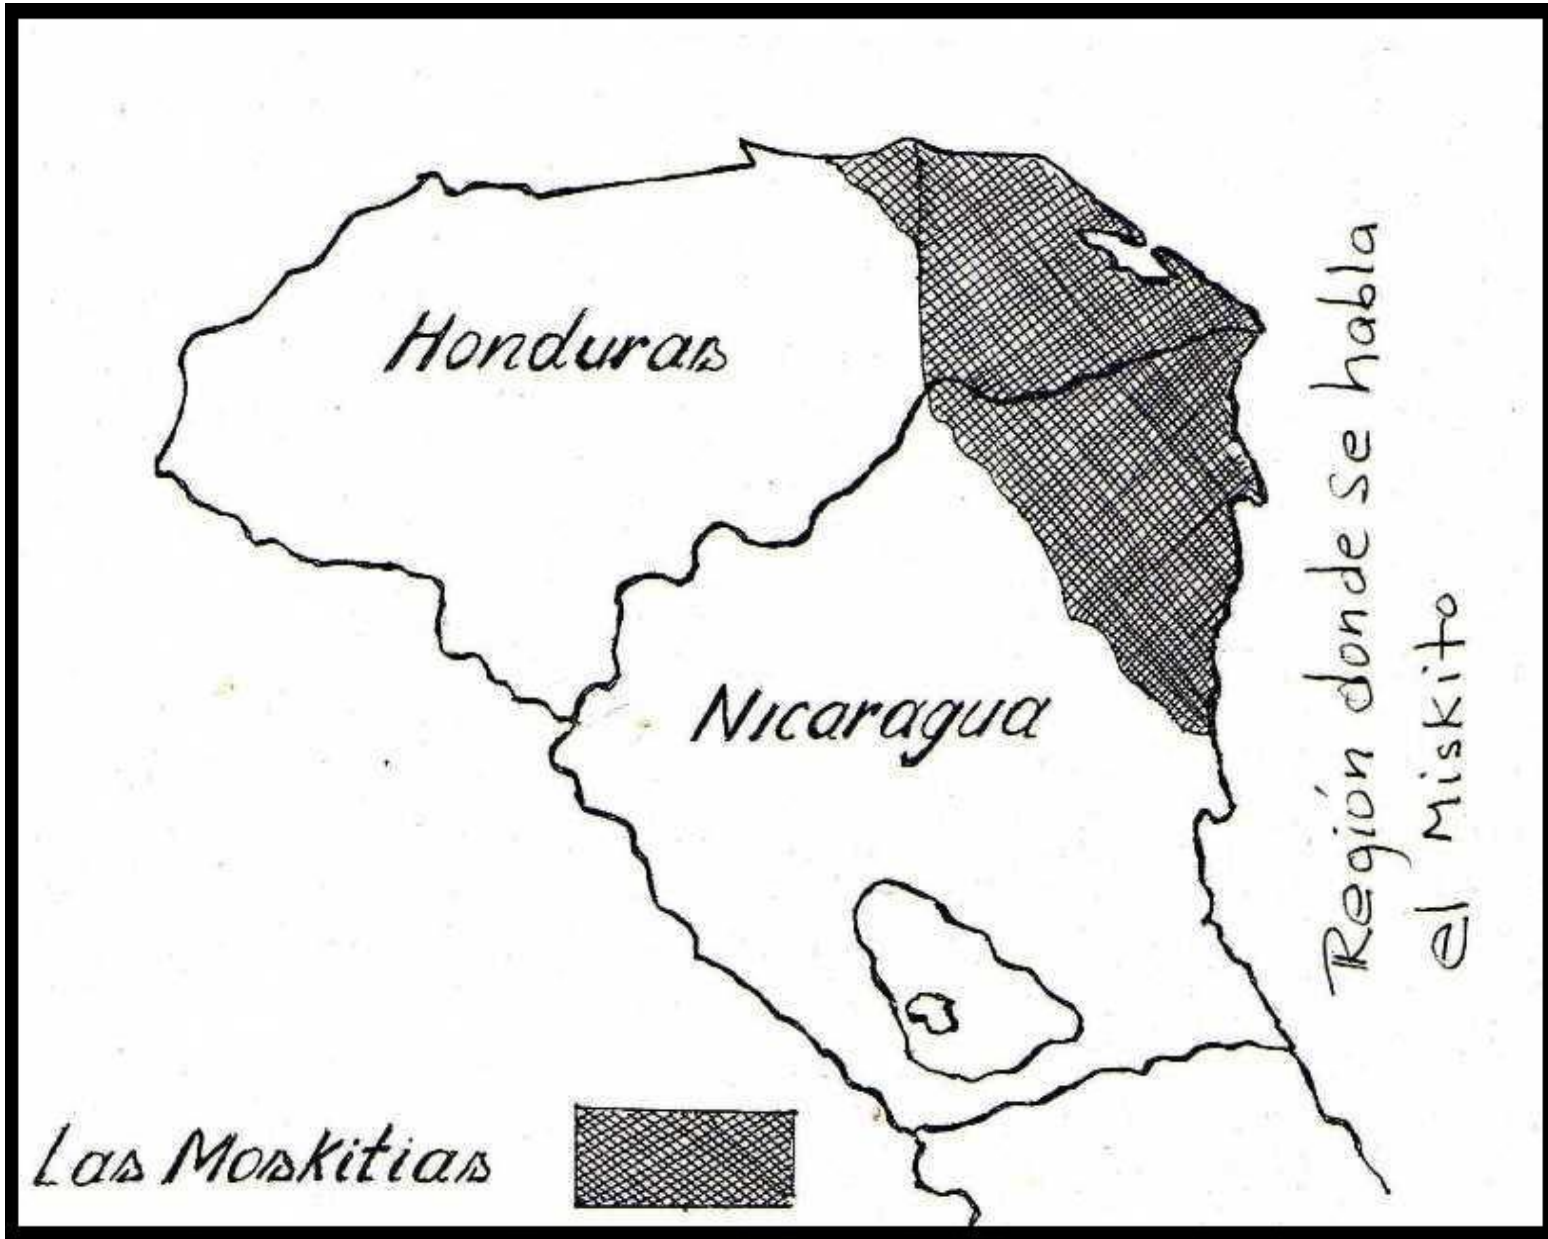 Honduras
Nicaragua
Región donde se habla
el Miskito
Las Moskitias